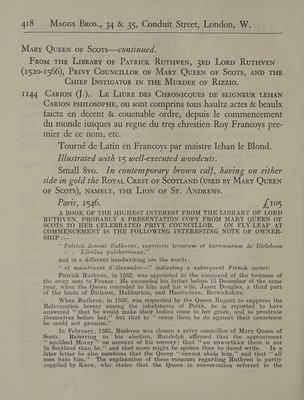 418 MAGGS BROS., 34 & 35, Conduit Street, London, W.
MARY QUEEN OF SCOTS—continued.
FROM THE LIBRARY OF PATRICK RUTHVEN, 3RD LORD RUTHVEN
(1520-1566), PRIVY COUNCILLOR OF MARY QUEEN OF SCOTS, AND THE
CHIEF INSTIGATOR IN THE MURDER OF RIZZIO.
1144 CARION (J.). LE LIURE DES CHRONICQUES DE SEIGNEUR LEHAN
CARION PHILOSOPHE, ou sont comprins tous haultz actes & beaulx
faictz en decent & couenable ordre, depuis le commencement
du monde iusques au regne du tres chrestien Roy Francoys pre-
mier de ce nom, etc.
Tourné de Latin en Francoys par maistre Iehan le Blond.
Illustrated with 15 well-executed woodcuts.
Small 8vo. In contemporary brown calf, having on either
side in gold the ROYAL CREST OF SCOTLAND (USED BY MARY QUEEN
OF SCOTS), NAMELY, THE LION OF ST. ANDREWS.
Paris, 1546. £105
A BOOK OF THE HIGHEST INTEREST FROM THE LIBRARY OF LORD
RUTHVEN, PROBABLY A PRESENTATION COPY FROM MARY QUEEN OF
SCOTS TO HER CELEBRATED PRIVY COUNCILLOR. ON FLY-LEAF AT
COMMENCEMENT IS THE FOLLOWING INTERESTING NOTE OF OWNER-
SHIP:—
" Patricii domini Ruthvens, superioris terrarum et barroniarum de Dirletoun
. . . Libellus pulcherrimus,"
and in a different handwriting are the words:
" et maintenant d'Alexandre—" indicating a subsequent French owner.
Patrick Ruthven, in 1552, was appointed to the command of the footmen of
the army sent to France: He succeeded his father before 15 December of the same
year, when the Queen conceded to him and his wife, Janet Douglas, a third part
of the lands of Dirleton, Haliburton, and Hassindean, Berwickshire.
When Ruthven, in 1559, was requested by the Queen Regent to suppress the
Reformation heresy among the inhabitants of Perth, he is reported to have
answered " that he would make their bodies come to her grace, and to prostrate
themselves before her," but that to " cause them do against their conscience
he could not promise."
In February, 1563, Ruthven was chosen a privy councillor of Mary Queen of
Scots. Referring to his election, Randolph affirmed that the appointment
" misliked Moray " on account of his sorcery; that " an unworthier there is not
in Scotland than he," and that more might be spoken than he dared write. In a
later letter he also mentions that the Queen " cannot abide him," and that " all
men hate him." The explanation of these rumours regarding Ruthven is partly
supplied by Knox, who states that the Queen in conversation referred to the